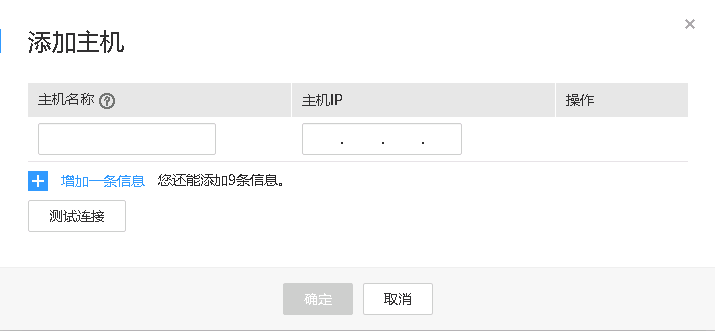 添加主机
主机名称 ? 主机IP 操作
. . .
增加一条信息 您还能添加9条信息。
测试连接
确定 取消